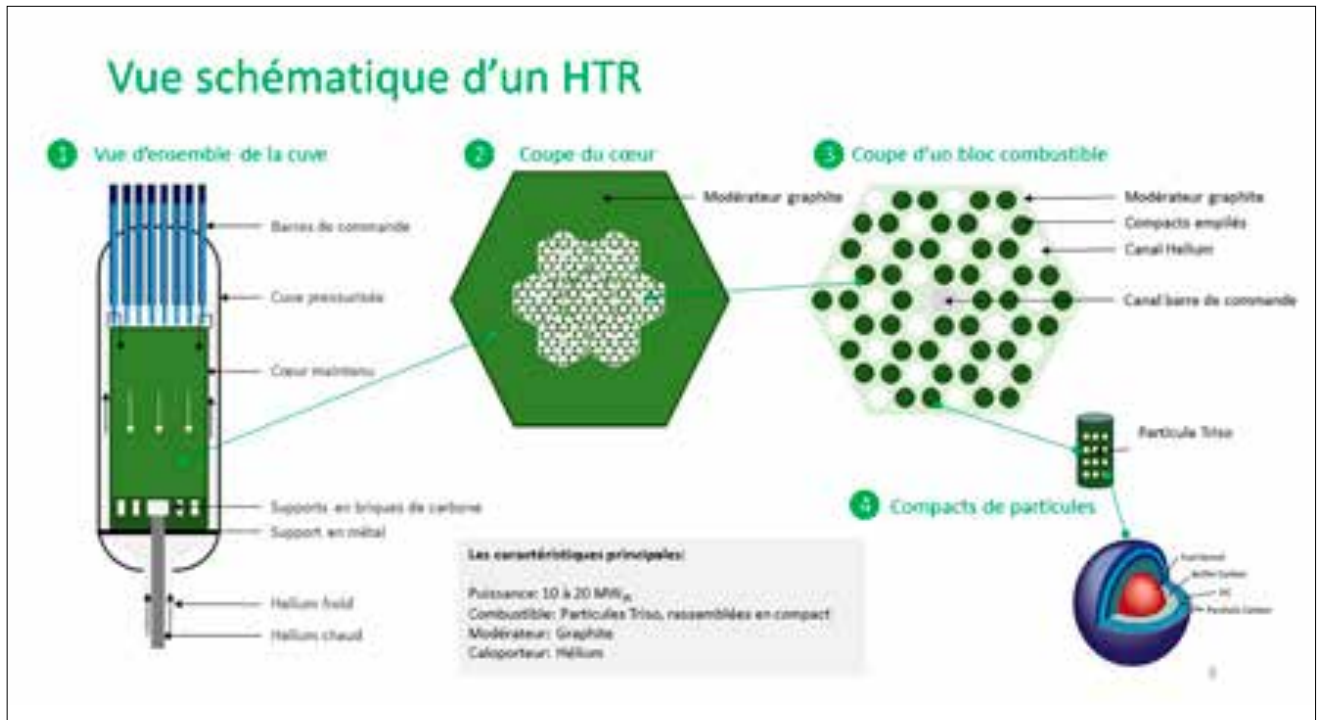 Vue schématique d'un HTR
1 Vue d'ensemble de la cuve
Barres de commande
Cuve pressurisée
Cœur maintenu
Supports en briques de carbone
Support en métal
Hélium froid
Hélium chaud
2 Coupe du cœur
Modérateur graphite
3 Coupe d'un bloc combustible
Modérateur graphite
Compacts empilés
Canal Hélium
Canal barre de commande
Particule Triso
4 Compacts de particules
Les caractéristiques principales:
Puissance: 10 à 20 MW
Combustible: Particules Triso, rassemblées en compact
Modérateur: Graphite
Caloporteur: Hélium